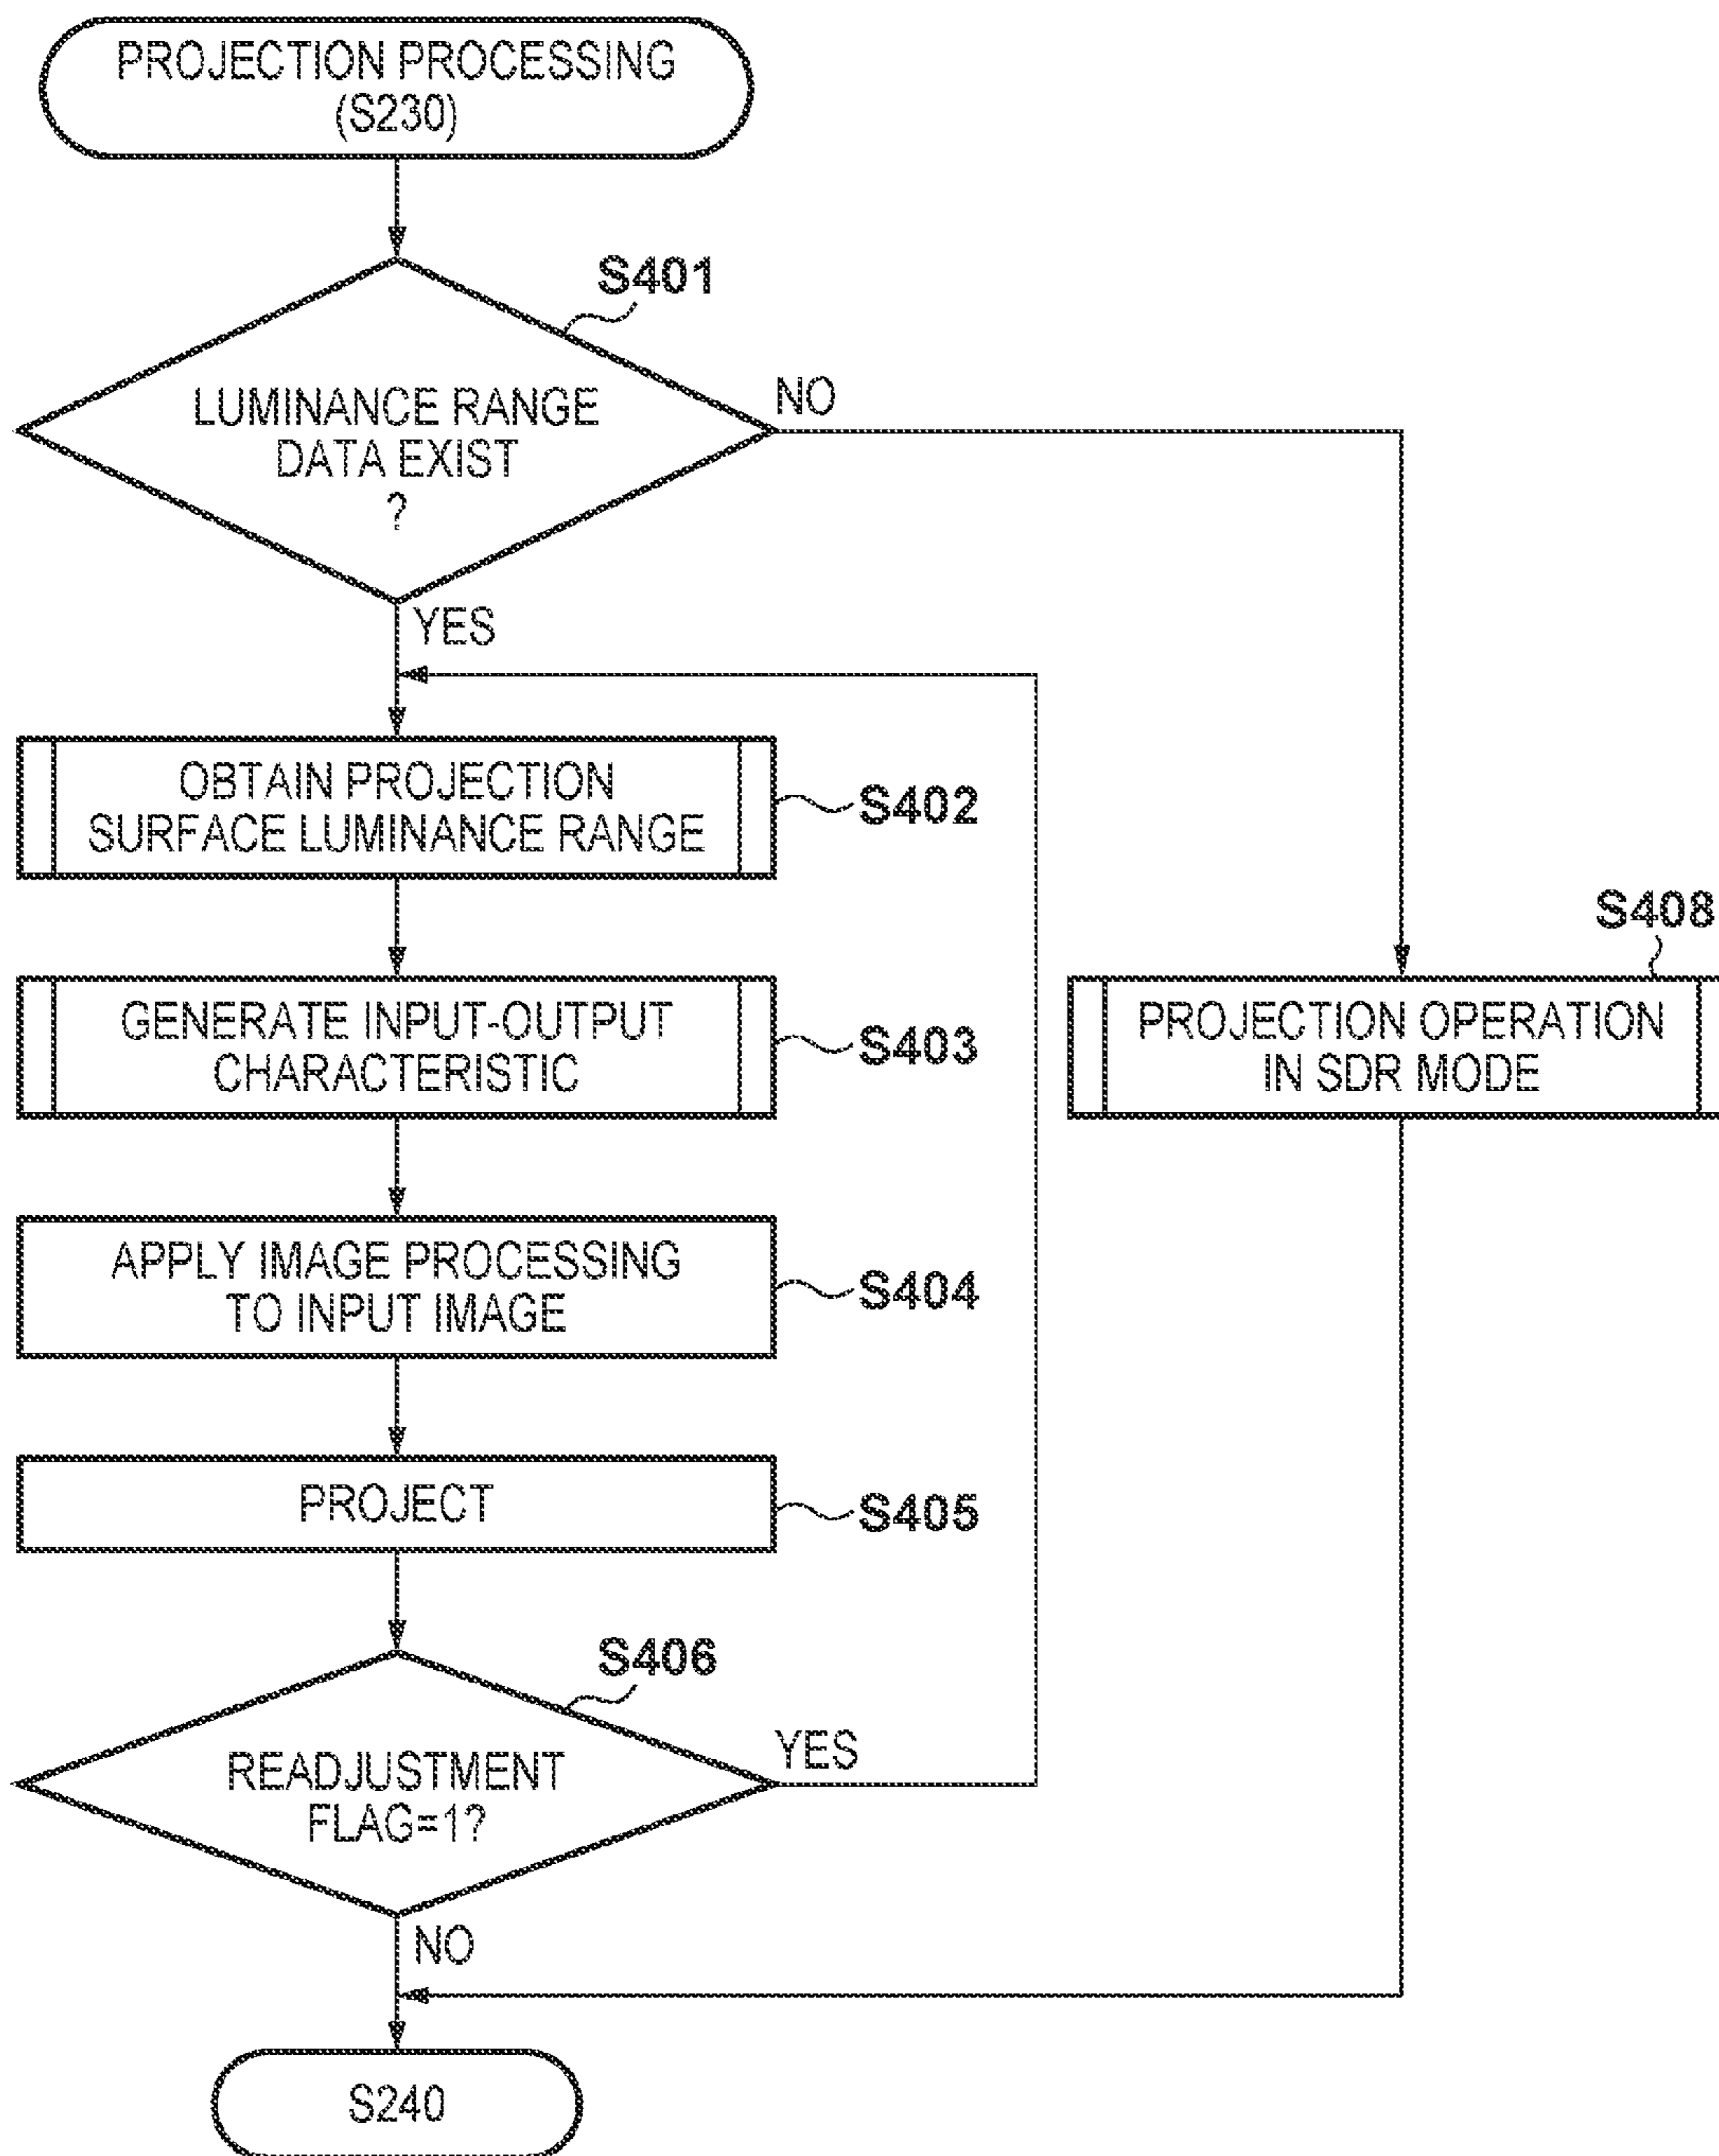 PROJECTION PROCESSING
(S230)
S401
LUMINANCE RANGE
DATA EXIST
?
NO
YES
OBTAIN PROJECTION
SURFACE LUMINANCE RANGE
S402
GENERATE INPUT-OUTPUT
CHARACTERISTIC
S403
S408
PROJECTION OPERATION
IN SDR MODE
APPLY IMAGE PROCESSING
TO INPUT IMAGE
S404
PROJECT
S405
S406
READJUSTMENT
FLAG=1?
YES
NO
S240